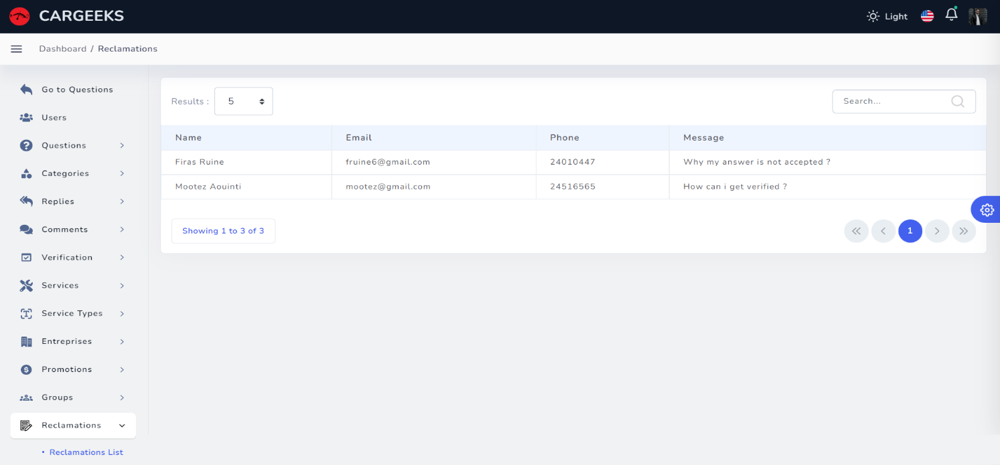 CARGEEKS
Light
Dashboard / Reclamations
Go to Questions
Users
Questions
Categories
Replies
Comments
Verification
Services
Service Types
Entreprises
Promotions
Groups
Reclamations
• Reclamations List
Results : 5
Search...
Name Email Phone Message
Firas Ruine fruine6@gmail.com 24010447 Why my answer is not accepted ?
Mootez Aouinti mootez@gmail.com 24516565 How can i get verified ?
Showing 1 to 3 of 3
1